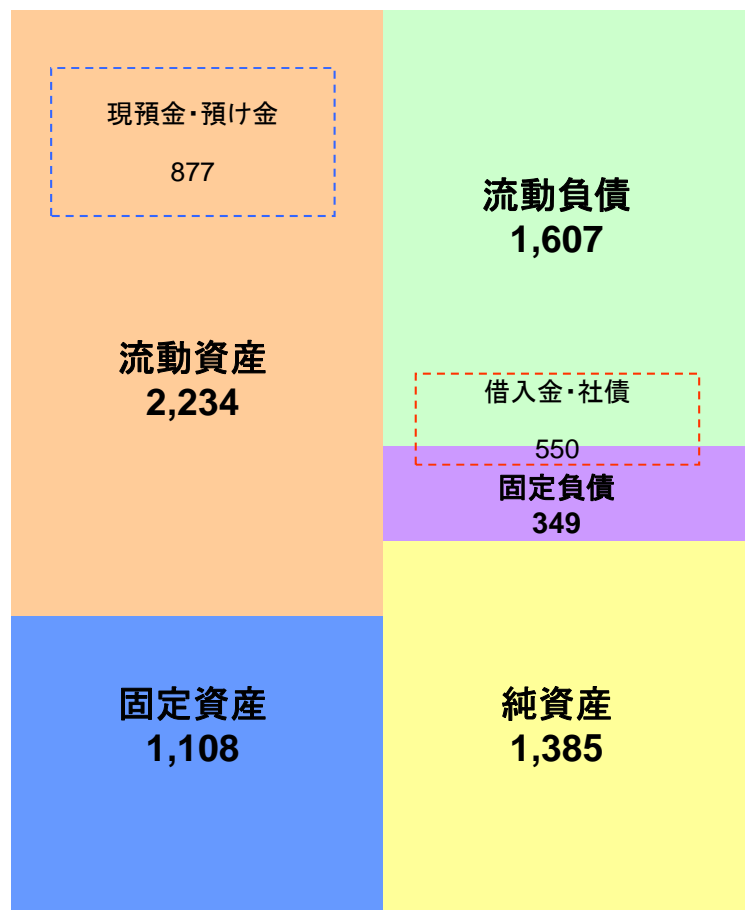 現預金・預け金
877
流動資産
2,234
固定資産
1,108
流動負債
1,607
借入金・社債
550
固定負債
349
純資産
1,385